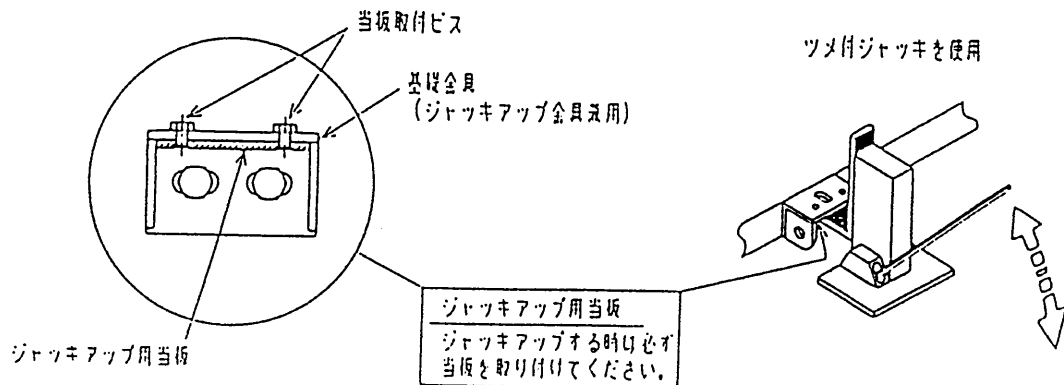 当板取付ビス
ツメ付ジャッキを使用
基礎金具
(ジャッキアップ金具兼用)
ジャッキアップ用当板
ジャッキアップする時は必ず
当板を取り付けてください。
ジャッキアップ用当板